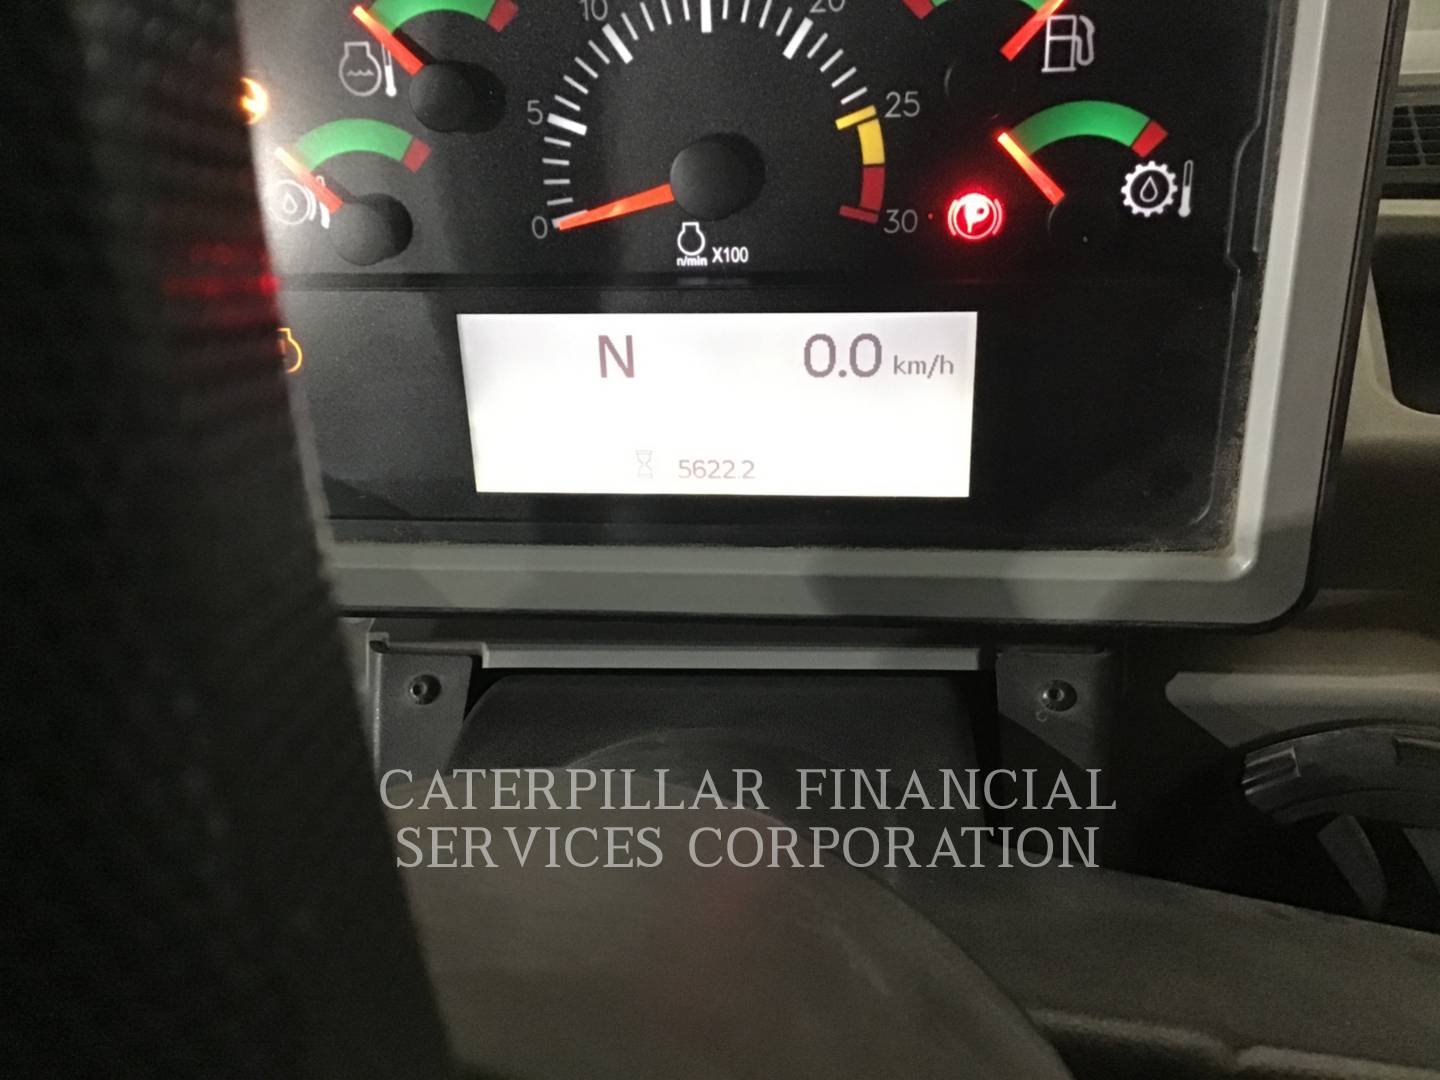 10
20
5
25
0
30
n/min X100
P
N 0.0 km/h
5622.2
CATERPILLAR FINANCIAL
SERVICES CORPORATION